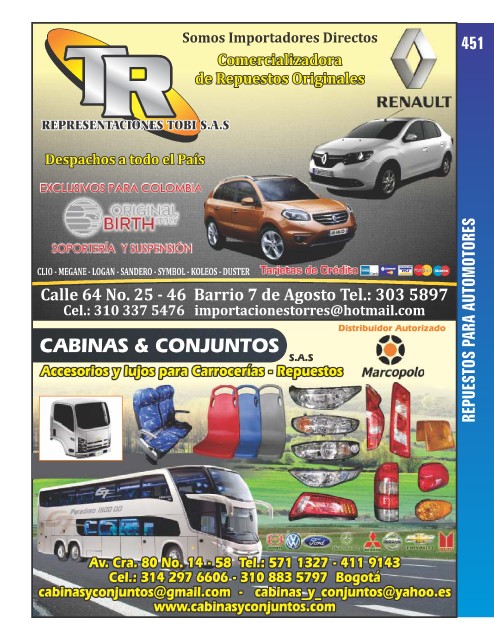 451
REPUESTOS PARA AUTOMOTORES
TR
REPRESENTACIONES TOBI S.A.S
Somos Importadores Directos
Comercializadora
de Repuestos Originales
RENAULT
Despachos a todo el País
EXCLUSIVOS PARA COLOMBIA
ORIGINAL
BIRTH
SOPORTERÍA Y SUSPENSIÓN
CLIO - MEGANE - LOGAN - SANDERO - SYMBOL - KOLEOS - DUSTER
Tarjetas de Crédito
Calle 64 No. 25 - 46 Barrio 7 de Agosto Tel.: 303 5897
Cel.: 310 337 5476 importacionestorres@hotmail.com
Distribuidor Autorizado
CABINAS & CONJUNTOS
S.A.S
Marcopolo
Accesorios y lujos para Carrocerías - Repuestos
Paradiso 1800 DD
Ford
Av. Cra. 80 No. 14 - 58 Tel.: 571 1327 - 411 9143
Cel.: 314 297 6606 - 310 883 5797 Bogotá
cabinasyconjuntos@gmail.com - cabinas_y_conjuntos@yahoo.es
www.cabinasyconjuntos.com